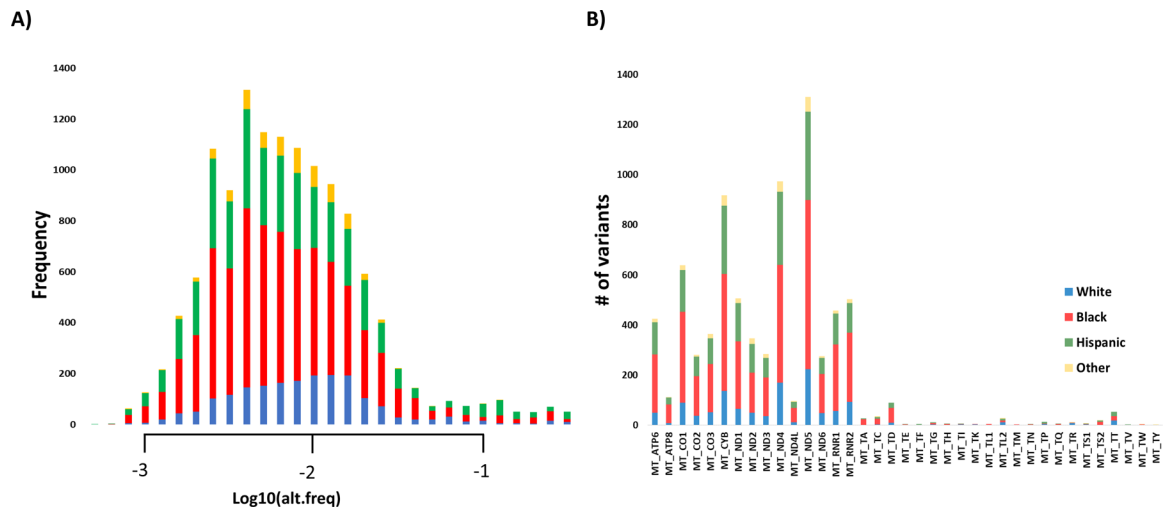 A)
1400
1200
1000
800
600
400
200
0
Frequency
-3
-2
-1
Log10(alt.freq)
B)
1400
1200
1000
800
600
400
200
0
# of variants
MT_ATP6
MT_ATP8
MT_CO1
MT_CO2
MT_CO3
MT_CYB
MT_ND1
MT_ND2
MT_ND3
MT_ND4
MT_ND4L
MT_ND5
MT_ND6
MT_RNR1
MT_RNR2
MT_TA
MT_TC
MT_TD
MT_TE
MT_TF
MT_TG
MT_TH
MT_TI
MT_TK
MT_TL1
MT_TL2
MT_TM
MT_TN
MT_TP
MT_TQ
MT_TR
MT_TS1
MT_TS2
MT_TT
MT_TV
MT_TW
MT_TY
White
Black
Hispanic
Other